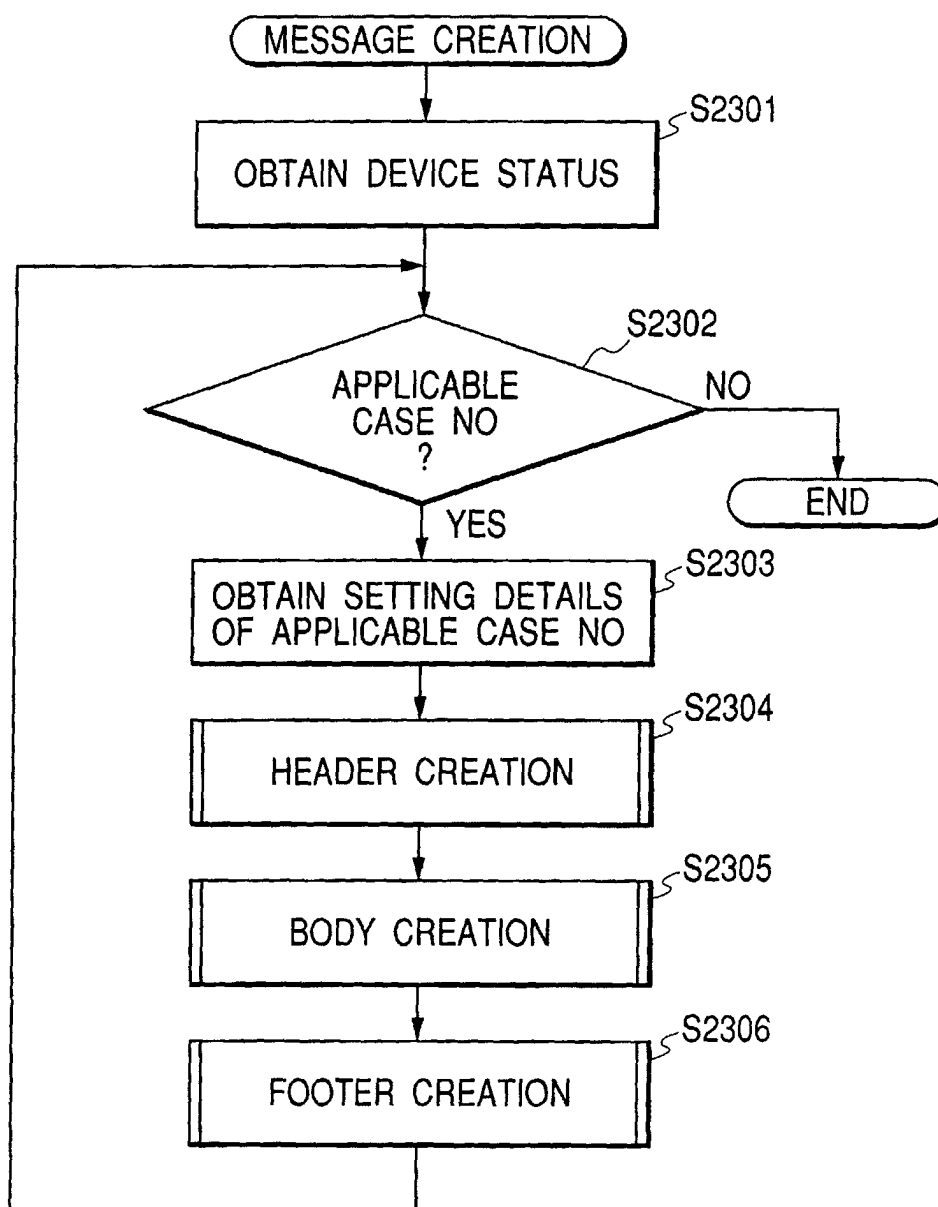 MESSAGE CREATION
S2301
OBTAIN DEVICE STATUS
S2302
APPLICABLE
CASE NO
?
NO
END
YES
S2303
OBTAIN SETTING DETAILS
OF APPLICABLE CASE NO
S2304
HEADER CREATION
S2305
BODY CREATION
S2306
FOOTER CREATION